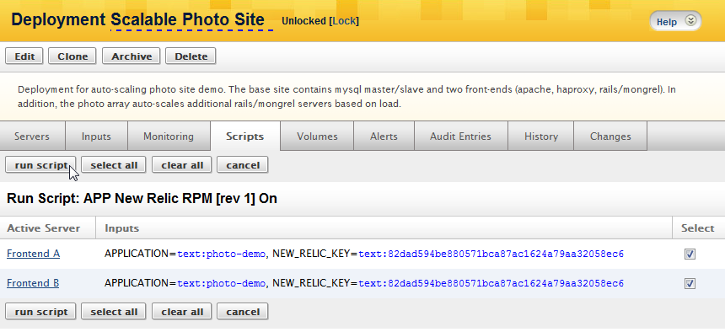 Deployment Scalable Photo Site Unlocked [Lock] Help
Edit Clone Archive Delete
Deployment for auto-scaling photo site demo. The base site contains mysql master/slave and two front-ends (apache, haproxy, rails/mongrel). In
addition, the photo array auto-scales additional rails/mongrel servers based on load.
Servers Inputs Monitoring Scripts Volumes Alerts Audit Entries History Changes
run script select all clear all cancel
Run Script: APP New Relic RPM [rev 1] On
Active Server Inputs Select
Frontend A APPLICATION=text:photo-demo, NEW_RELIC_KEY=text:82dad594be880571bca87ac1624a79aa32058ec6
Frontend B APPLICATION=text:photo-demo, NEW_RELIC_KEY=text:82dad594be880571bca87ac1624a79aa32058ec6
run script select all clear all cancel